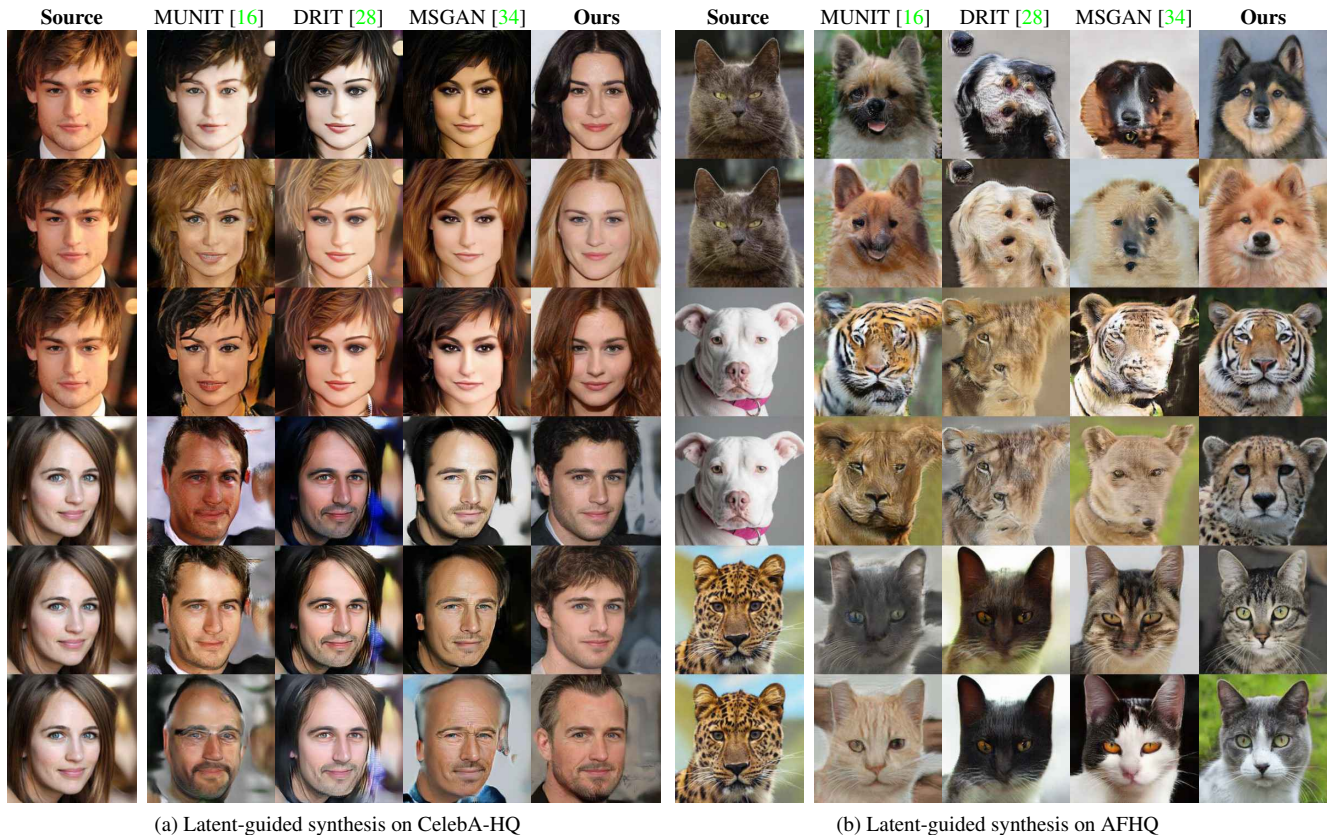 Source MUNIT [16] DRIT [28] MSGAN [34] Ours Source MUNIT [16] DRIT [28] MSGAN [34] Ours
(a) Latent-guided synthesis on CelebA-HQ
(b) Latent-guided synthesis on AFHQ